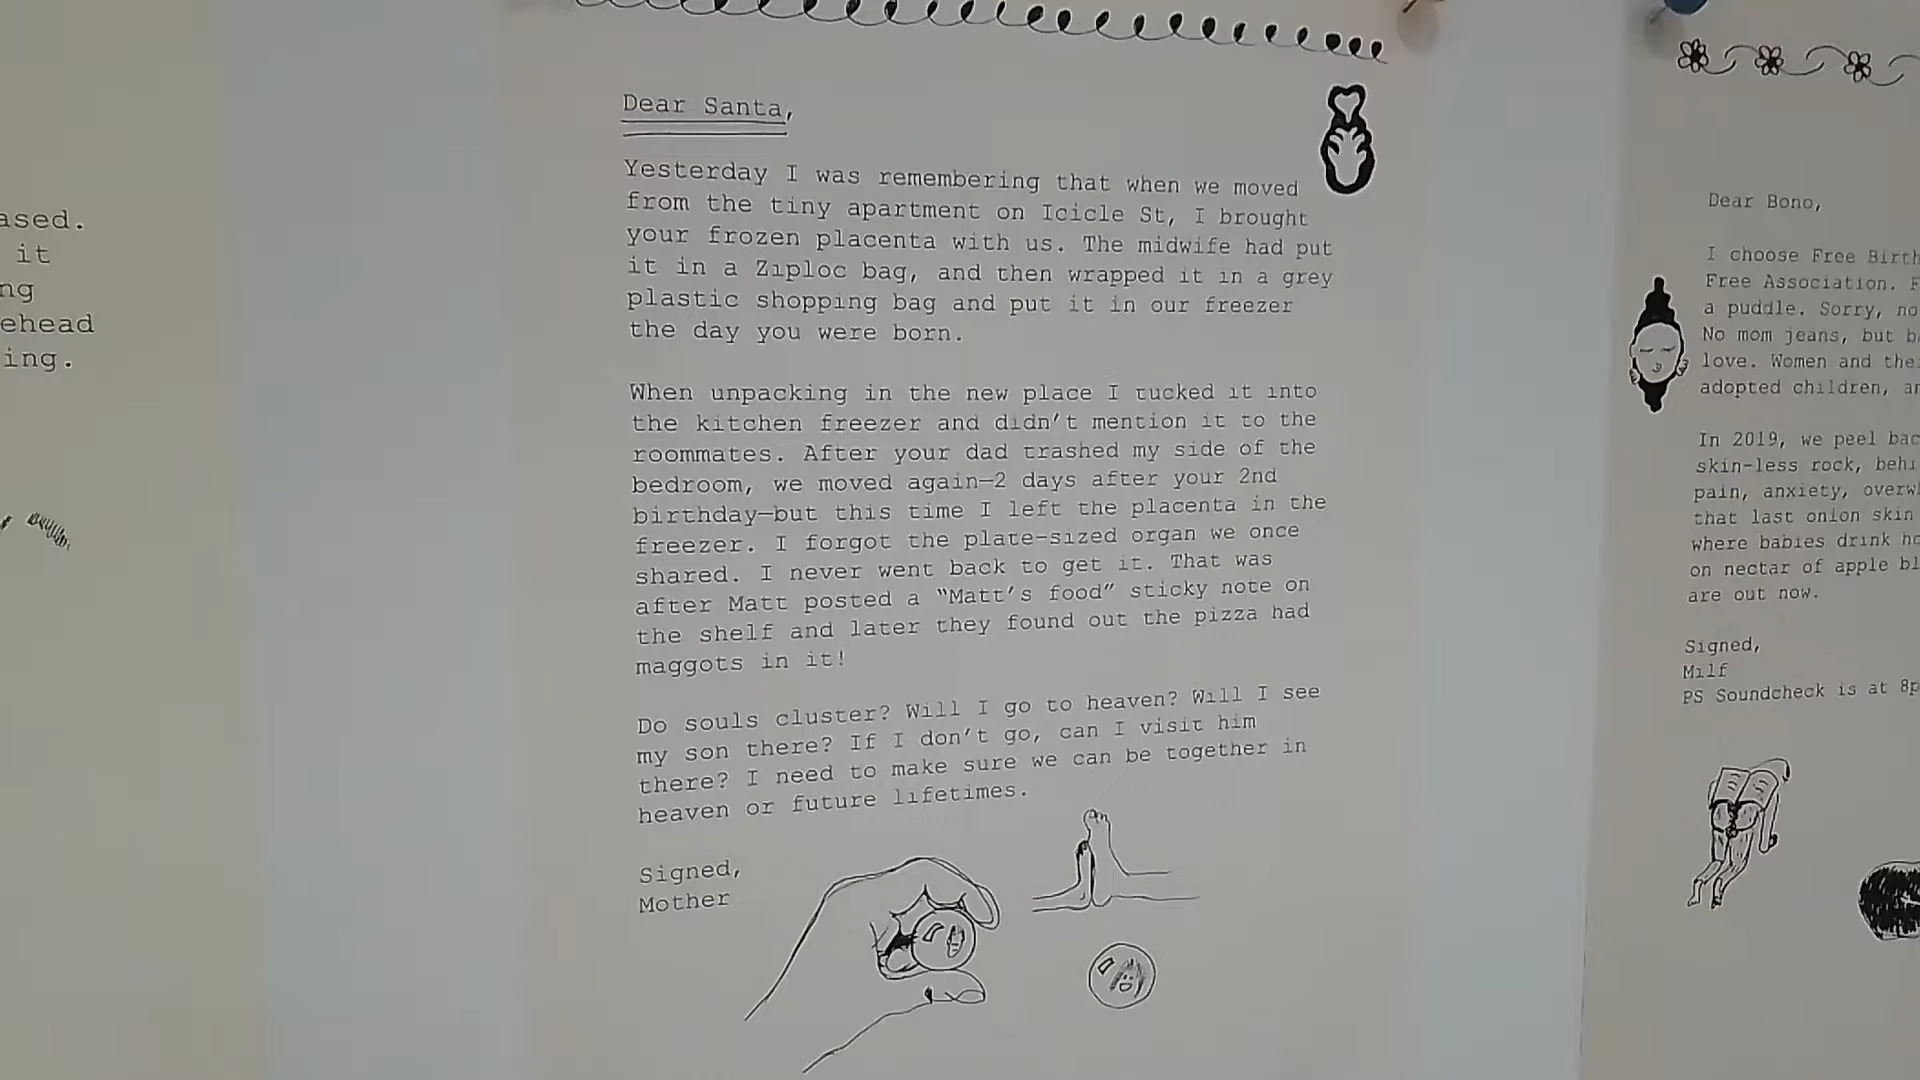 ased.
it
ng
ehead
ing.
Dear Santa,
Yesterday I was remembering that when we moved
from the tiny apartment on Icicle St, I brought
your frozen placenta with us. The midwife had put
it in a Ziploc bag, and then wrapped it in a grey
plastic shopping bag and put it in our freezer
the day you were born.
When unpacking in the new place I tucked it into
the kitchen freezer and didn't mention it to the
roommates. After your dad trashed my side of the
bedroom, we moved again—2 days after your 2nd
birthday—but this time I left the placenta in the
freezer. I forgot the plate-sized organ we once
shared. I never went back to get it. That was
after Matt posted a "Matt's food" sticky note on
the shelf and later they found out the pizza had
maggots in it!
Do souls cluster? Will I go to heaven? Will I see
my son there? If I don't go, can I visit him
there? I need to make sure we can be together in
heaven or future lifetimes.
Signed,
Mother
Dear Bono,
I choose Free Birth
Free Association. F
a puddle. Sorry, no
No mom jeans, but b
love. Women and thei
adopted children, an
In 2019, we peel bac
skin-less rock, behi
pain, anxiety, overwh
that last onion skin
where babies drink ho
on nectar of apple bl
are out now.
Signed,
Milf
PS Soundcheck is at 8p